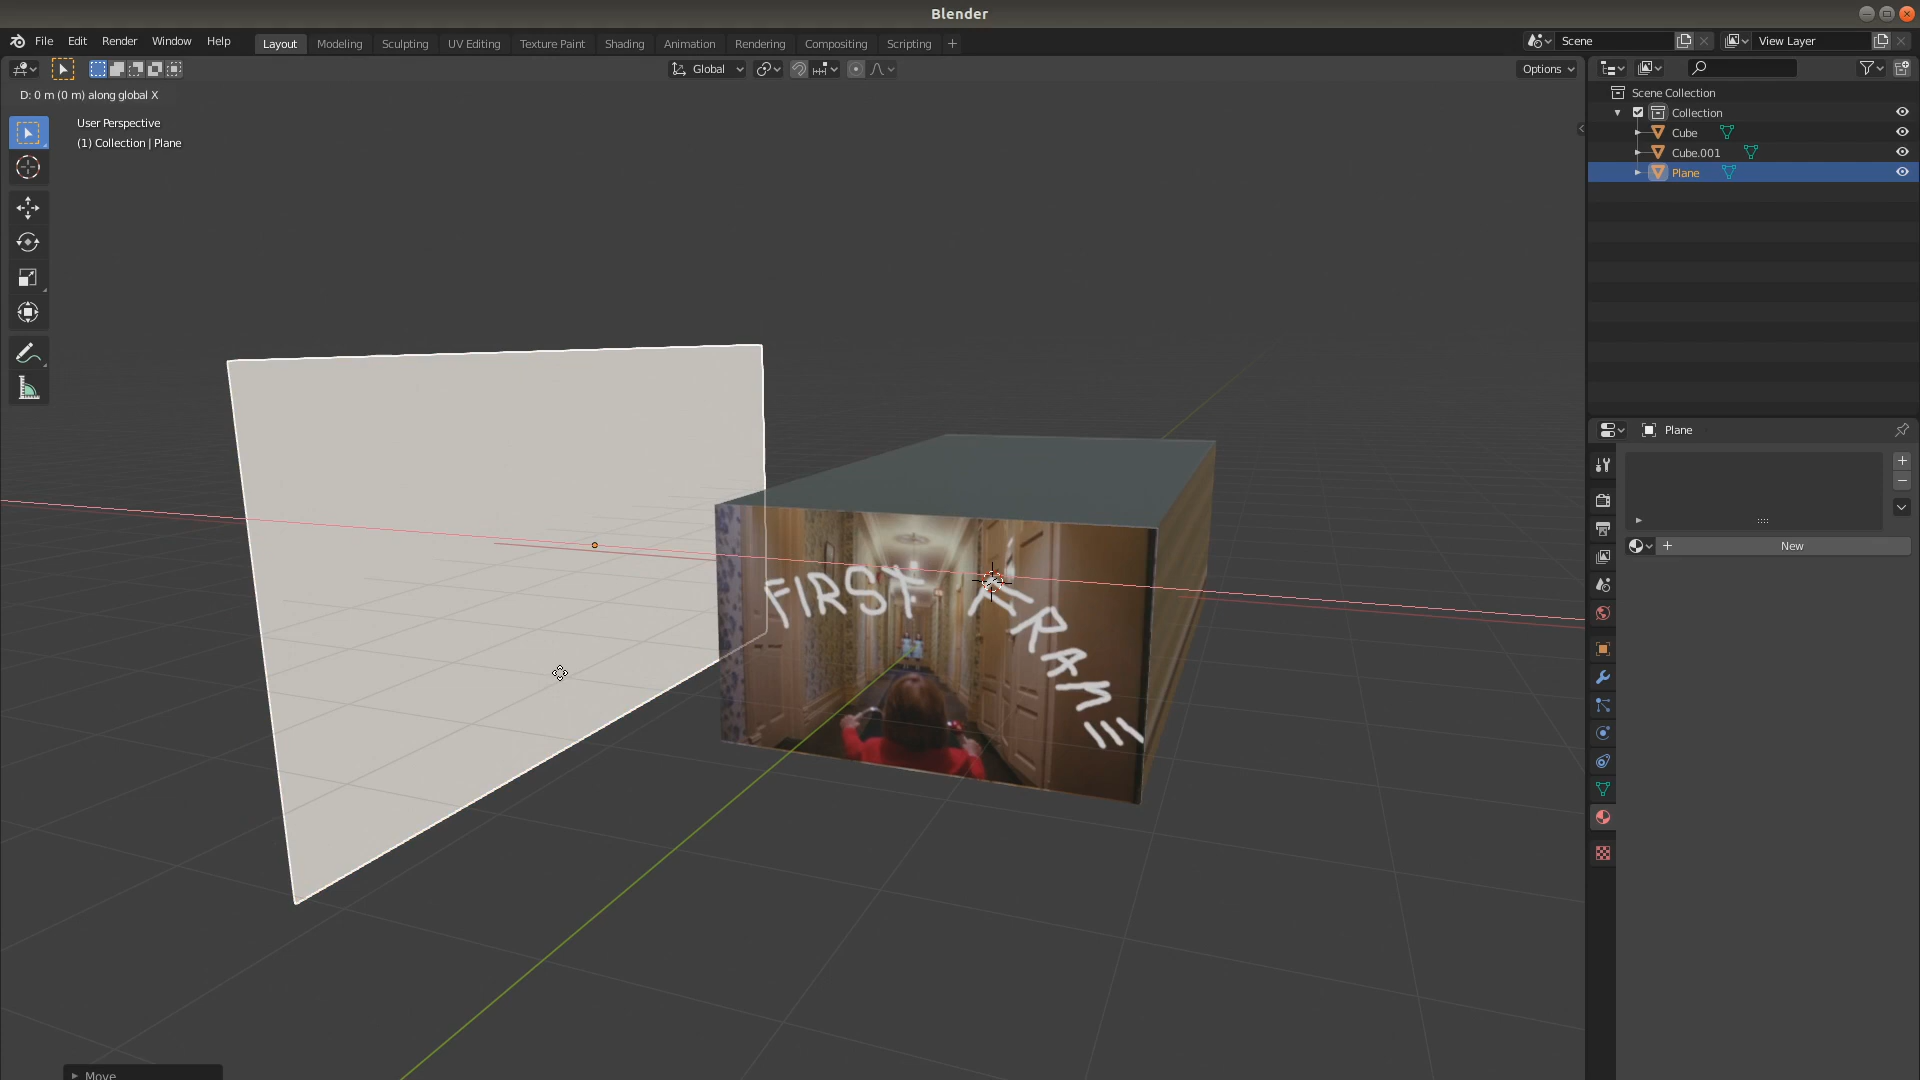 Blender
File Edit Render Window Help Layout Modeling Sculpting UV Editing Texture Paint Shading Animation Rendering Compositing Scripting + Scene View Layer
Global Options
D: 0 m (0 m) along global X
User Perspective
(1) Collection | Plane
Scene Collection
Collection
Cube
Cube.001
Plane
Plane
New
FIRST FRAME
Move